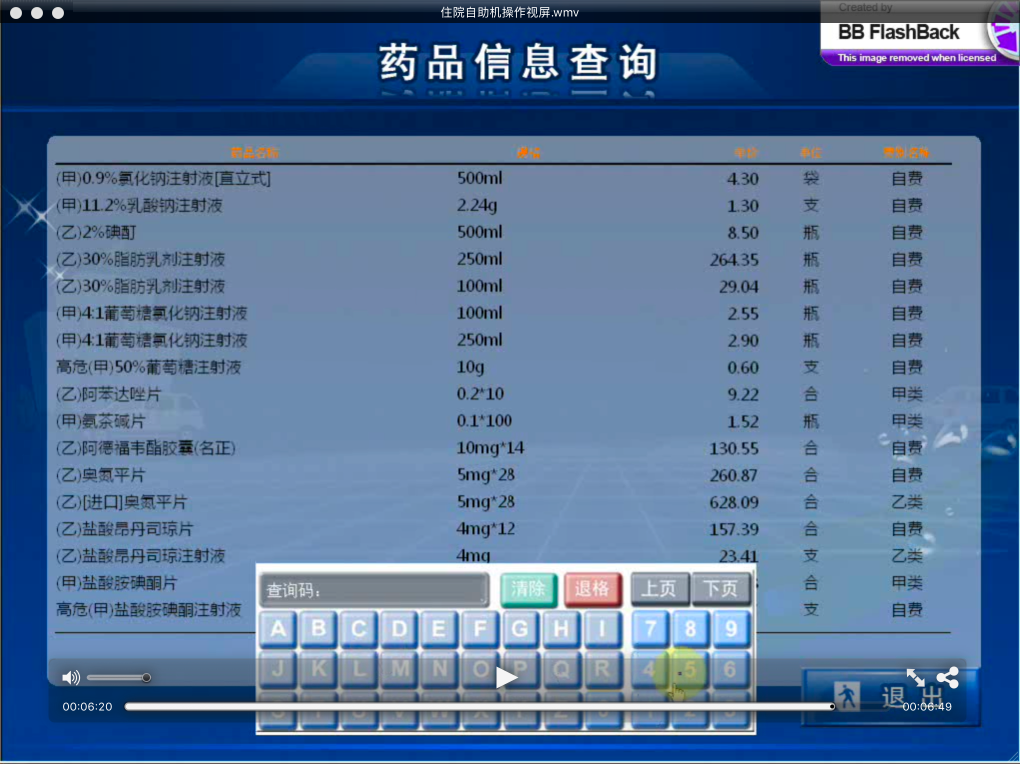 住院自助机操作视屏.wmv
Created by
BB FlashBack
This image removed when licensed
药品信息查询
药品名称 规格 单价 单位 类别名称
(甲)0.9%氯化钠注射液[直立式] 500ml 4.30 袋 自费
(甲)11.2%乳酸钠注射液 2.24g 1.30 支 自费
(乙)2%碘酊 500ml 8.50 瓶 自费
(乙)30%脂肪乳剂注射液 250ml 264.35 瓶 自费
(乙)30%脂肪乳剂注射液 100ml 29.04 瓶 自费
(甲)4:1葡萄糖氯化钠注射液 100ml 2.55 瓶 自费
(甲)4:1葡萄糖氯化钠注射液 250ml 2.90 瓶 自费
高危(甲)50%葡萄糖注射液 10g 0.60 支 自费
(乙)阿苯达唑片 0.2*10 9.22 合 甲类
(甲)氨茶碱片 0.1*100 1.52 瓶 甲类
(乙)阿德福韦酯胶囊(名正) 10mg*14 130.55 合 自费
(乙)奥氮平片 5mg*28 260.87 合 自费
(乙)[进口]奥氮平片 5mg*28 628.09 合 乙类
(乙)盐酸昂丹司琼片 4mg*12 157.39 合 自费
(乙)盐酸昂丹司琼注射液 4mg 23.41 支 乙类
(甲)盐酸胺碘酮片 合 甲类
高危(甲)盐酸胺碘酮注射液 支 自费
查询码: 清除 退格 上页 下页
A B C D E F G H I 7 8 9
J K L M N O P Q R 4 5 6
退出
00:06:20 00:06:49